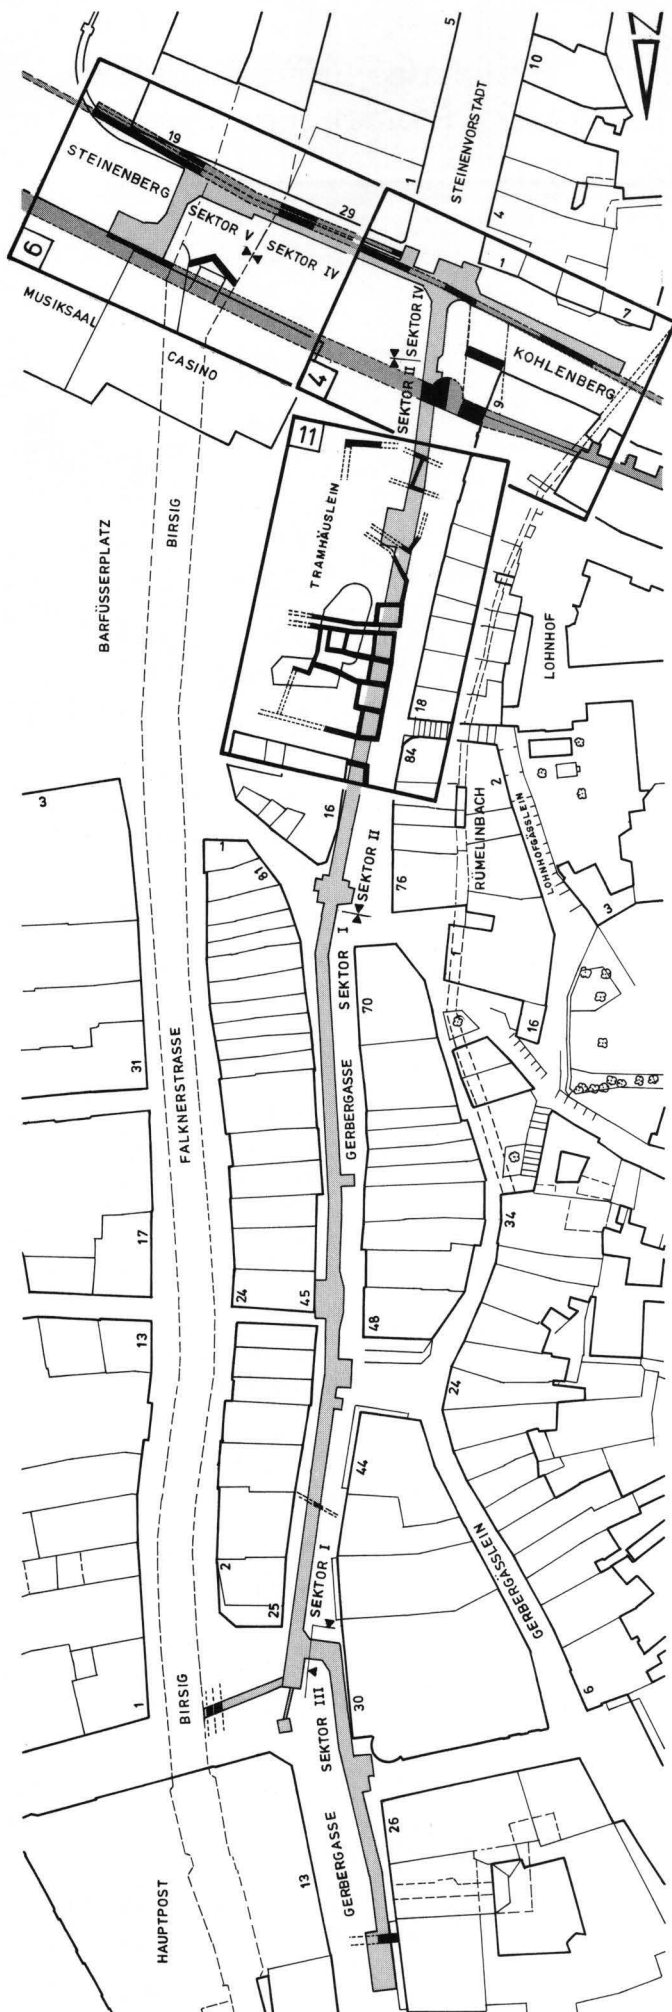 5
10
N
STEINENVORSTADT
19
STEINENBERG
1
29
4
SEKTOR V
SEKTOR IV
6
1
MUSIKSAAL
7
SEKTOR IV
KOHLENBERG
CASINO
4
SEKTOR II
9
11
BIRSIG
TRAMHÄUSLEIN
BARFÜSSERPLATZ
LOHNHOF
18
84
2
3
16
RÜMELINBACH
LOHNHOFGÄSSLEIN
1
81
SEKTOR II
76
3
SEKTOR I
70
16
31
FALKNERSTRASSE
GERBERGASSE
34
17
24
45
48
13
24
44
2
25
SEKTOR I
GERBERGÄSSLEIN
1
BIRSIG
6
30
SEKTOR III
26
13
GERBERGASSE
HAUPTPOST